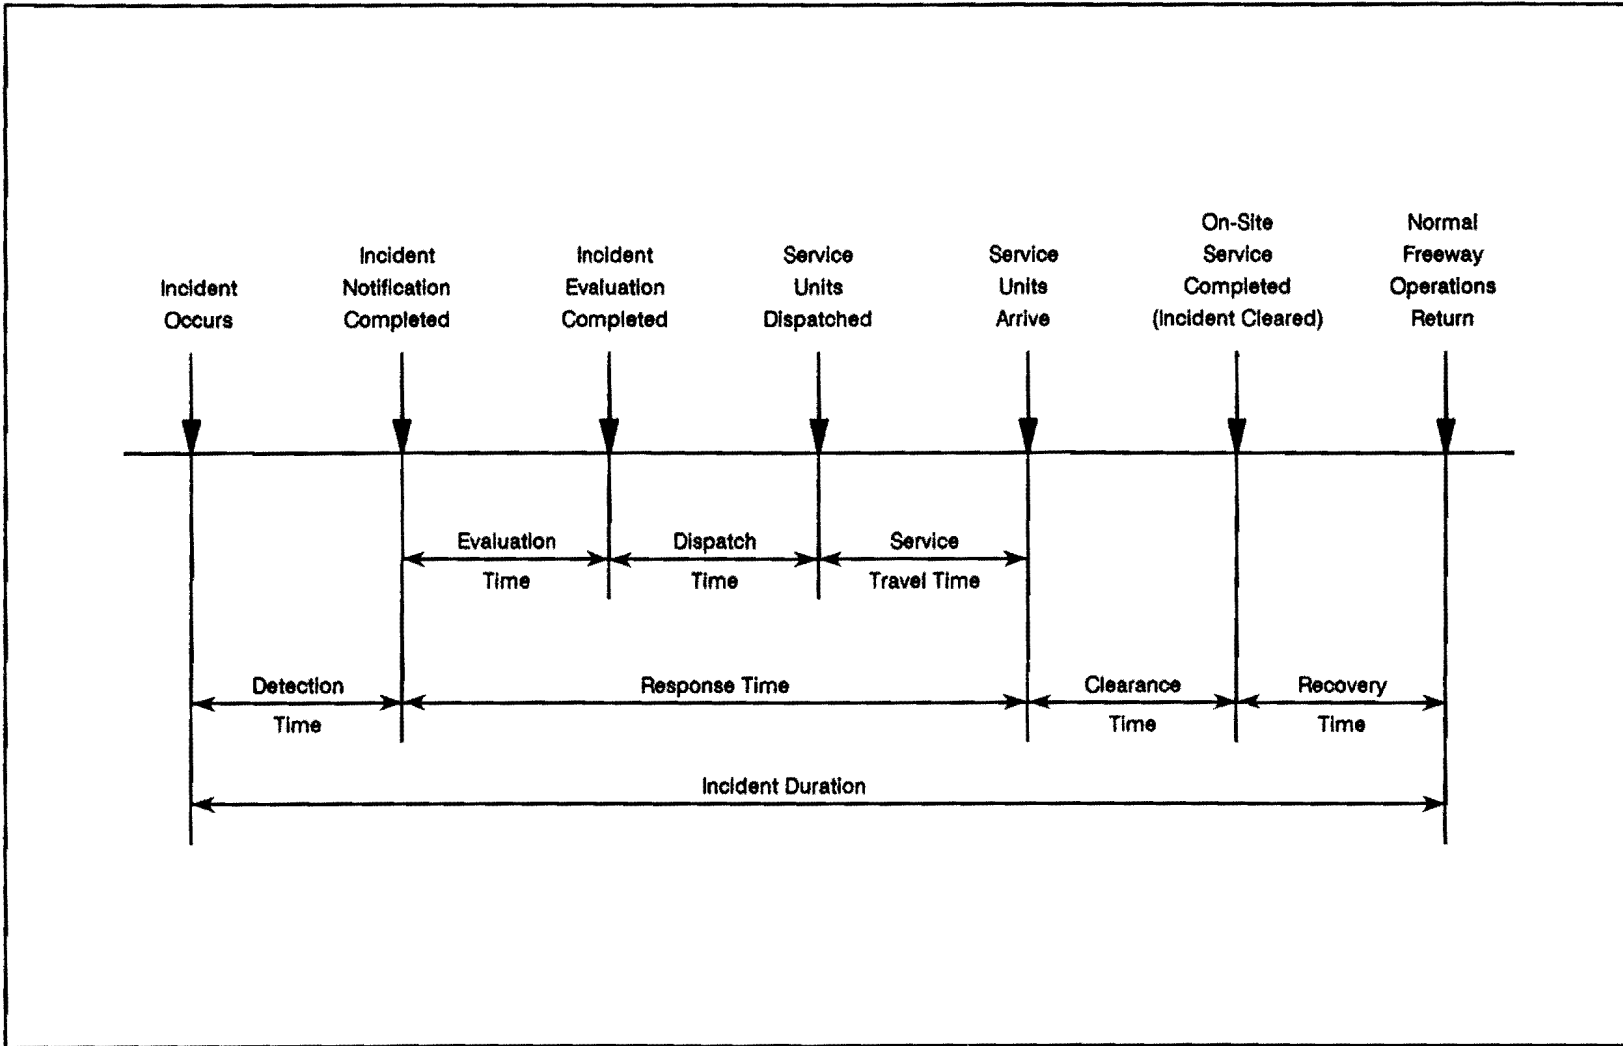 Incident
Occurs
Incident
Notification
Completed
Incident
Evaluation
Completed
Service
Units
Dispatched
Service
Units
Arrive
On-Site
Service
Completed
(Incident Cleared)
Normal
Freeway
Operations
Return
Evaluation
Time
Dispatch
Time
Service
Travel Time
Detection
Time
Response Time
Clearance
Time
Recovery
Time
Incident Duration